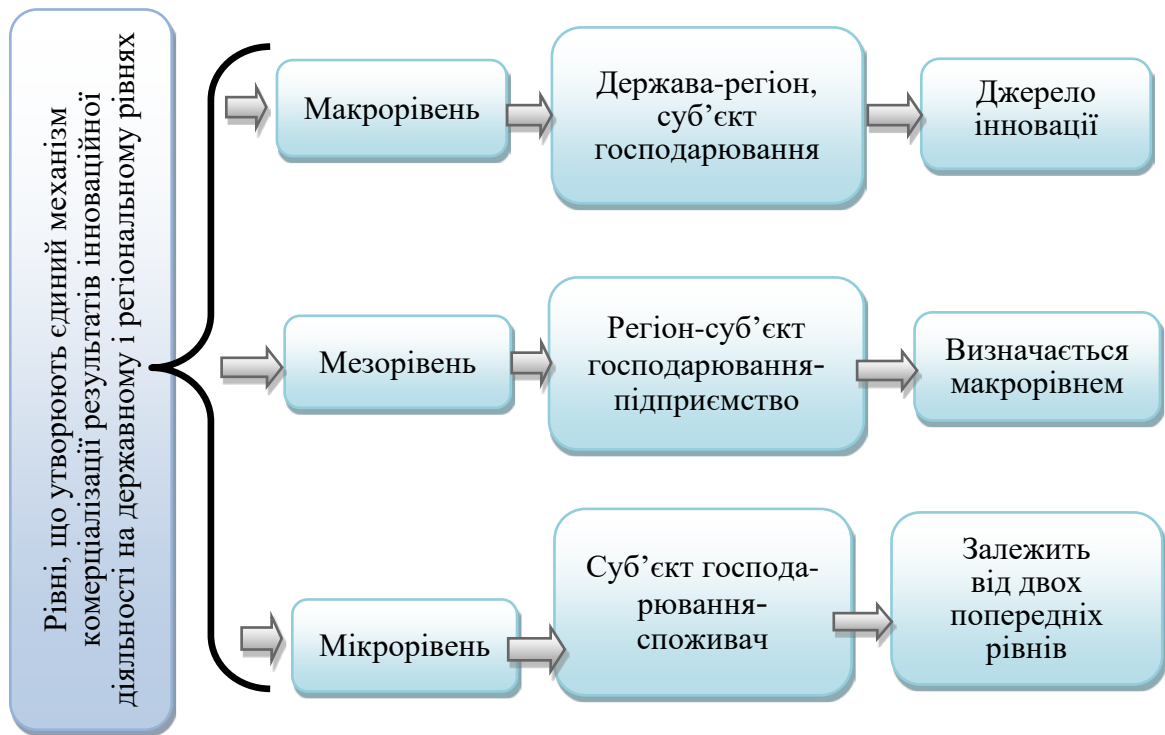 Рівні, що утворюють єдиний механізм
комерціалізації результатів інноваційної
діяльності на державному і регіональному рівнях
Макрорівень
Держава-регіон,
суб’єкт
господарювання
Джерело
інновації
Мезорівень
Регіон-суб’єкт
господарювання-
підприємство
Визначається
макрорівнем
Мікрорівень
Суб’єкт господа-
рювання-
споживач
Залежить
від двох
попередніх
рівнів